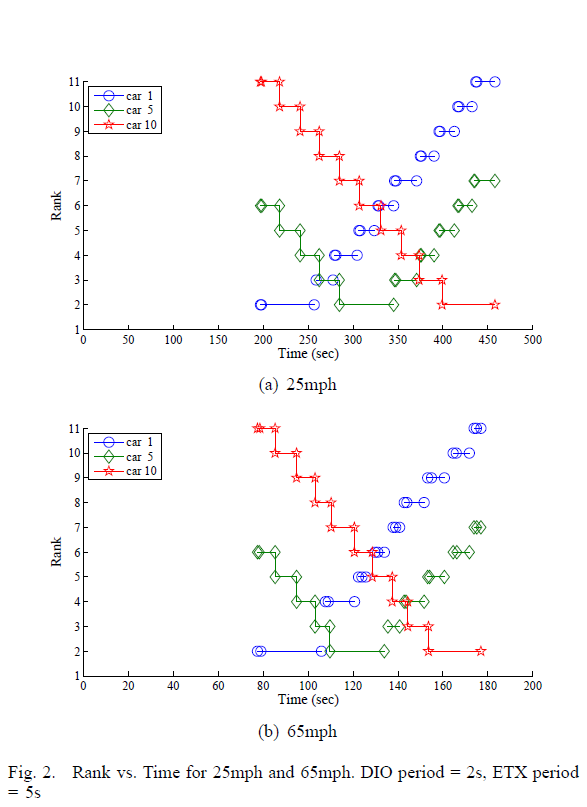 11
10
9
8
7
6
5
4
3
2
1
Rank
car 1
car 5
car 10
0 50 100 150 200 250 300 350 400 450 500
Time (sec)
(a) 25mph
11
10
9
8
7
6
5
4
3
2
1
Rank
car 1
car 5
car 10
0 20 40 60 80 100 120 140 160 180 200
Time (sec)
(b) 65mph
Fig. 2. Rank vs. Time for 25mph and 65mph. DIO period = 2s, ETX period
= 5s